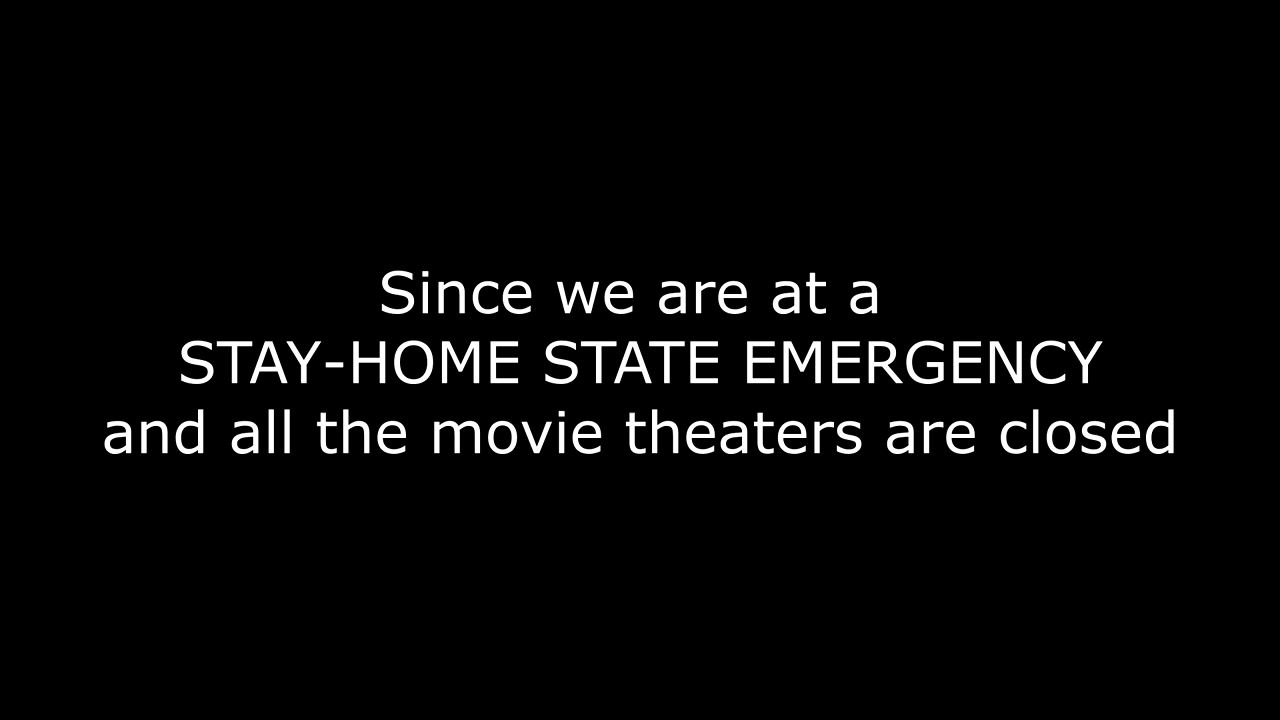 Since we are at a
STAY-HOME STATE EMERGENCY
and all the movie theaters are closed